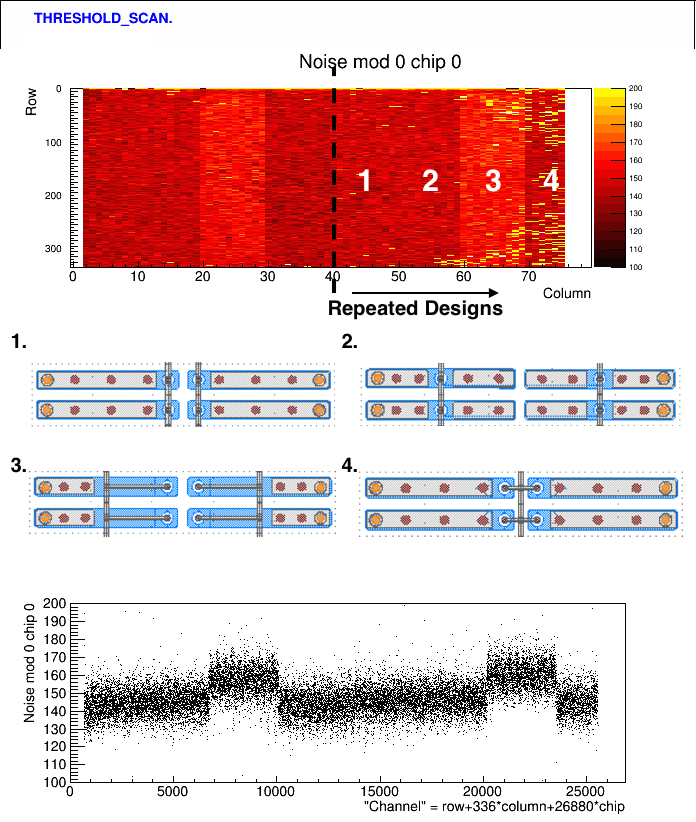 THRESHOLD_SCAN.
Noise mod 0 chip 0
Row
0
100
200
300
1 2 3 4
200
190
180
170
160
150
140
130
120
110
100
0 10 20 30 40 50 60 70
Column
Repeated Designs
1. 2.
3. 4.
Noise mod 0 chip 0
200
190
180
170
160
150
140
130
120
110
100
0 5000 10000 15000 20000 25000
"Channel" = row+336*column+26880*chip